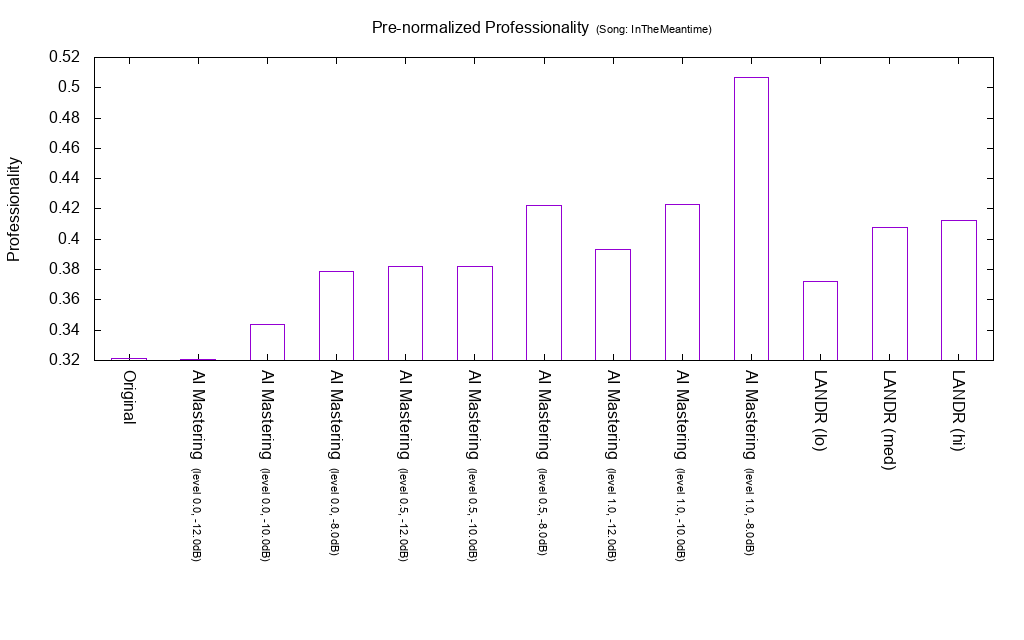 Pre-normalized Professionality (Song: InTheMeantime)
Professionality
0.52
0.5
0.48
0.46
0.44
0.42
0.4
0.38
0.36
0.34
0.32
Original
AI Mastering (level 0.0, -12.0dB)
AI Mastering (level 0.0, -10.0dB)
AI Mastering (level 0.0, -8.0dB)
AI Mastering (level 0.5, -12.0dB)
AI Mastering (level 0.5, -10.0dB)
AI Mastering (level 0.5, -8.0dB)
AI Mastering (level 1.0, -12.0dB)
AI Mastering (level 1.0, -10.0dB)
AI Mastering (level 1.0, -8.0dB)
LANDR (lo)
LANDR (med)
LANDR (hi)